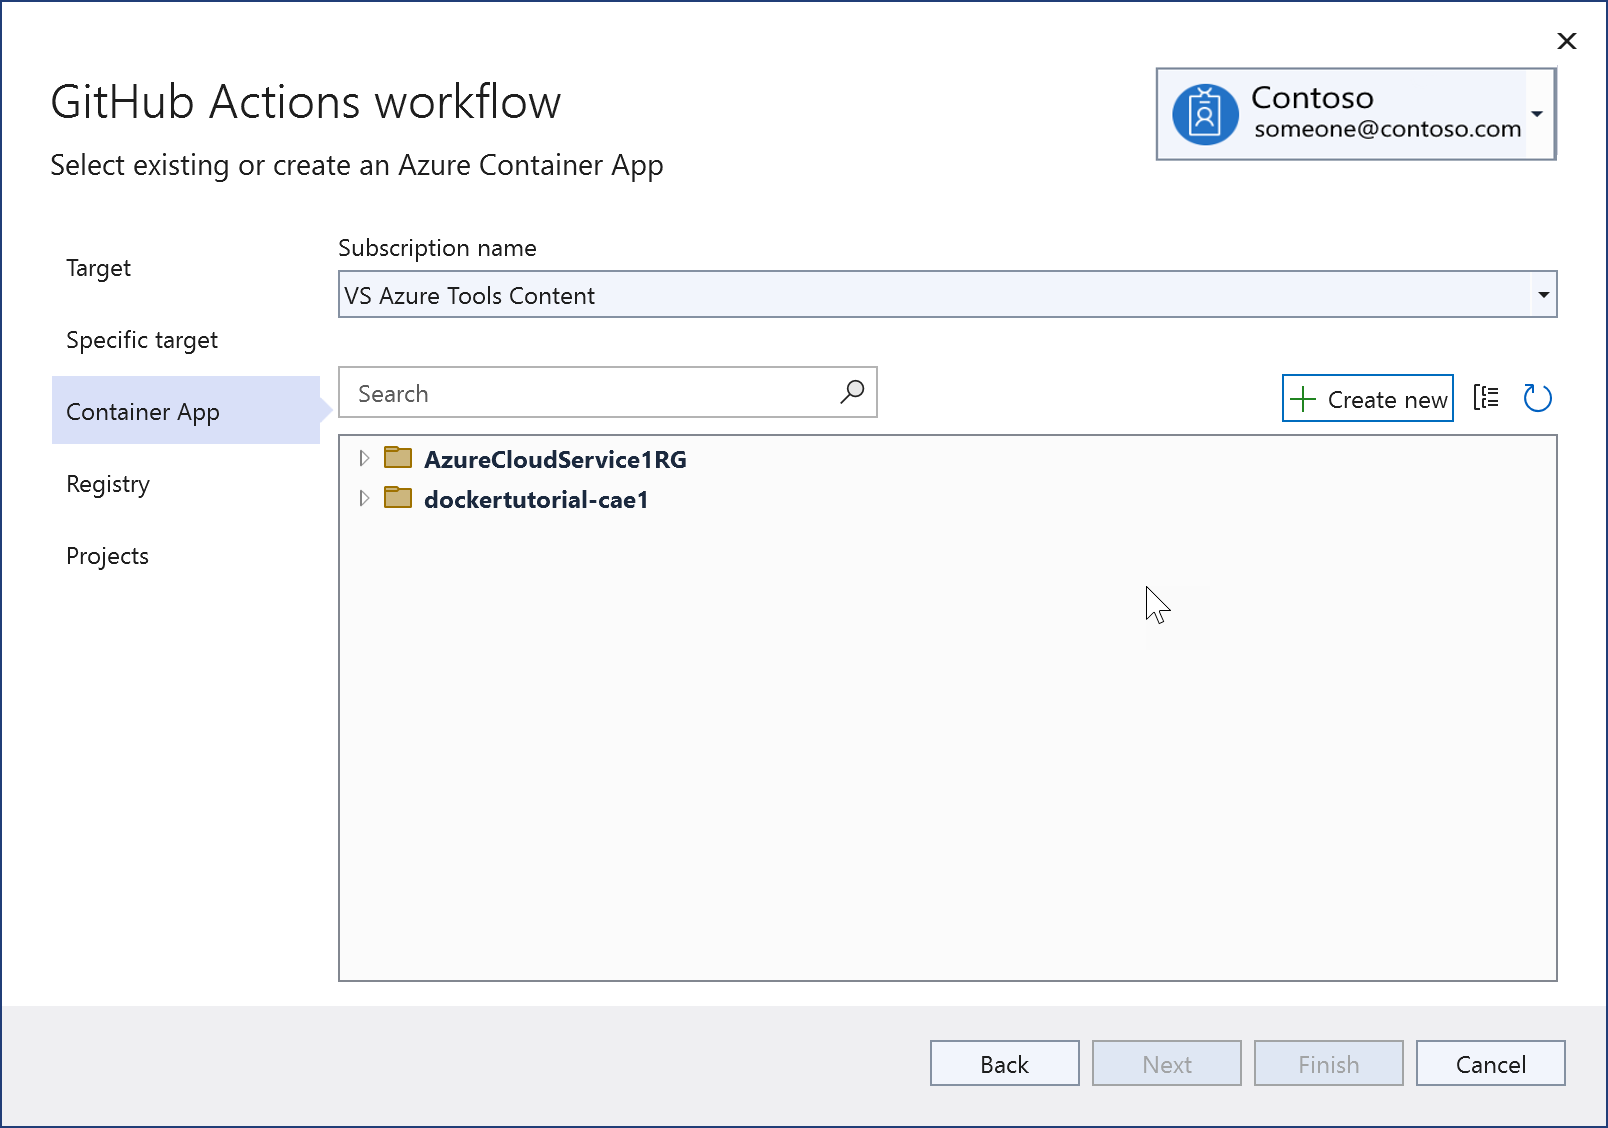 GitHub Actions workflow
Select existing or create an Azure Container App
Contoso
someone@contoso.com
Target
Specific target
Container App
Registry
Projects
Subscription name
VS Azure Tools Content
Search
Create new
AzureCloudService1RG
dockertutorial-cae1
Back
Next
Finish
Cancel